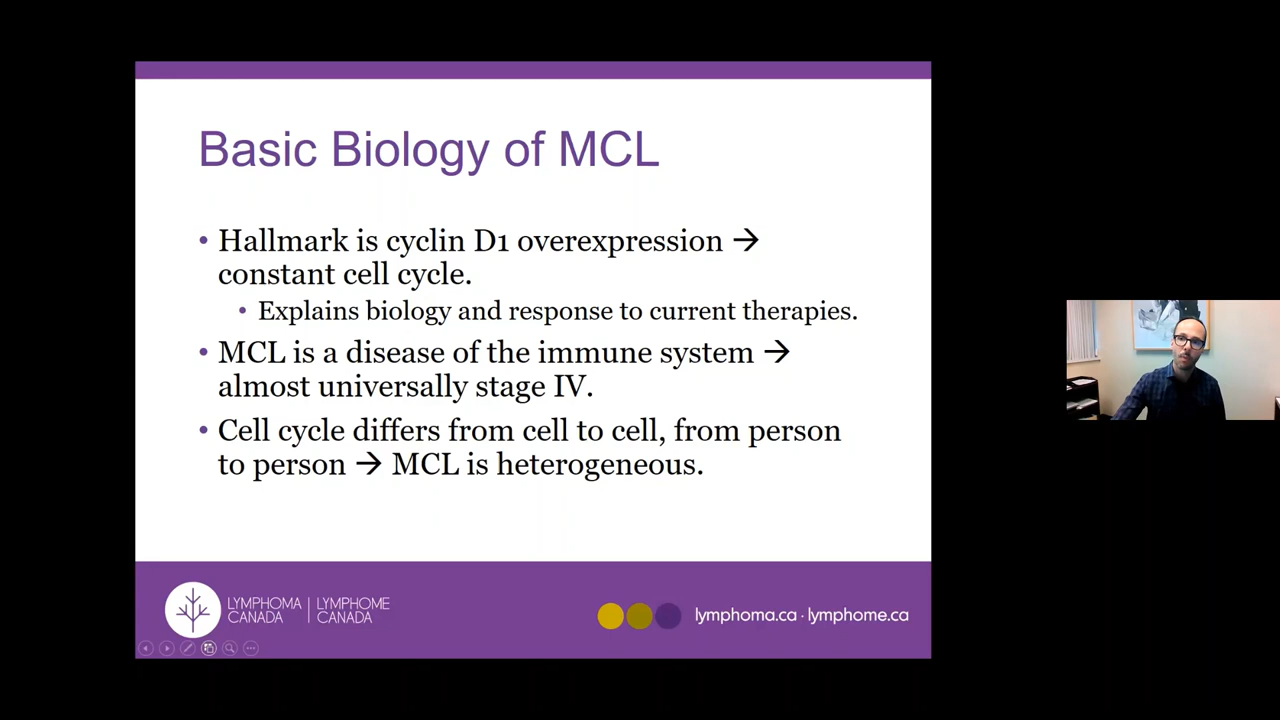 Basic Biology of MCL
• Hallmark is cyclin D1 overexpression →
constant cell cycle.
• Explains biology and response to current therapies.
• MCL is a disease of the immune system →
almost universally stage IV.
• Cell cycle differs from cell to cell, from person
to person → MCL is heterogeneous.
LYMPHOMA CANADA | LYMPHOME CANADA
lymphoma.ca · lymphome.ca